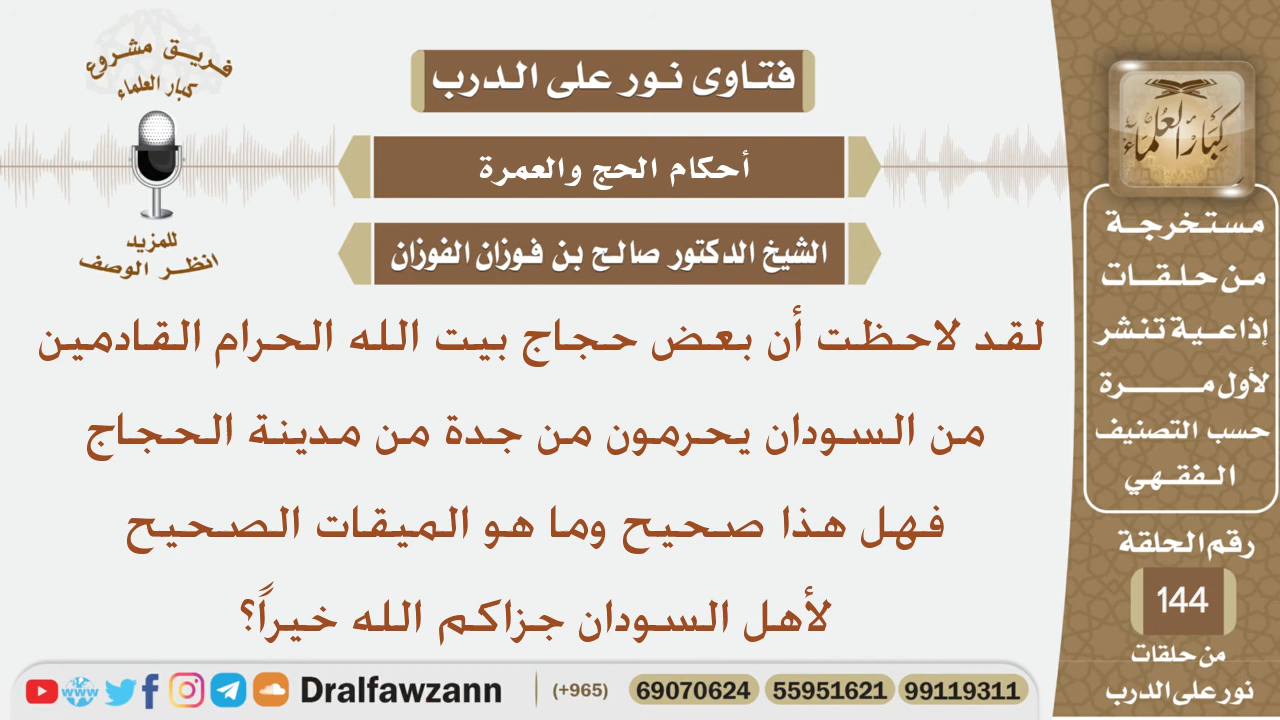 فريق مشروع
كبار العلماء
للمزيد
انظر الوصف
فتاوى نور على الدرب
أحكام الحج والعمرة
الشيخ الدكتور صالح بن فوزان الفوزان
لقد لاحظت أن بعض حجاج بيت الله الحرام القادمين
من السودان يحرمون من جدة من مدينة الحجاج
فهل هذا صحيح وما هو الميقات الصحيح
لأهل السودان جزاكم الله خيراً؟
كبار العلماء
مستخرجة
من حلقات
إذاعية تنشر
لأول مرة
حسب التصنيف
الفقهي
رقم الحلقة
144
من حلقات
نور على الدرب
www
Dralfawzann
(+965)
69070624
55951621
99119311